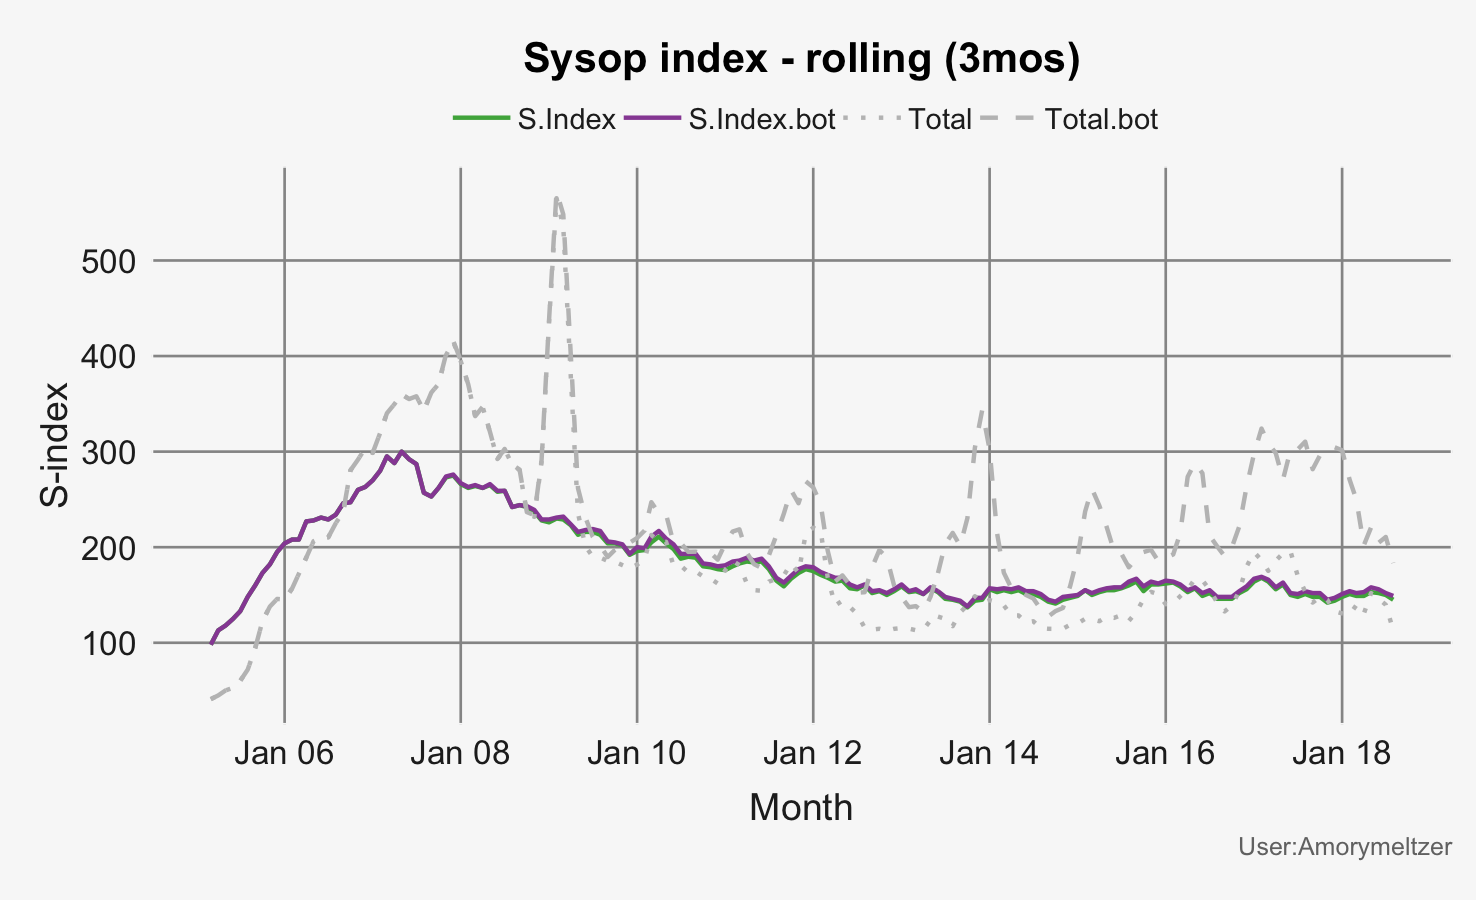 Sysop index - rolling (3mos)
S.Index S.Index.bot Total Total.bot
500
400
300
200
100
S-index
Jan 06 Jan 08 Jan 10 Jan 12 Jan 14 Jan 16 Jan 18
Month
User:Amorymeltzer